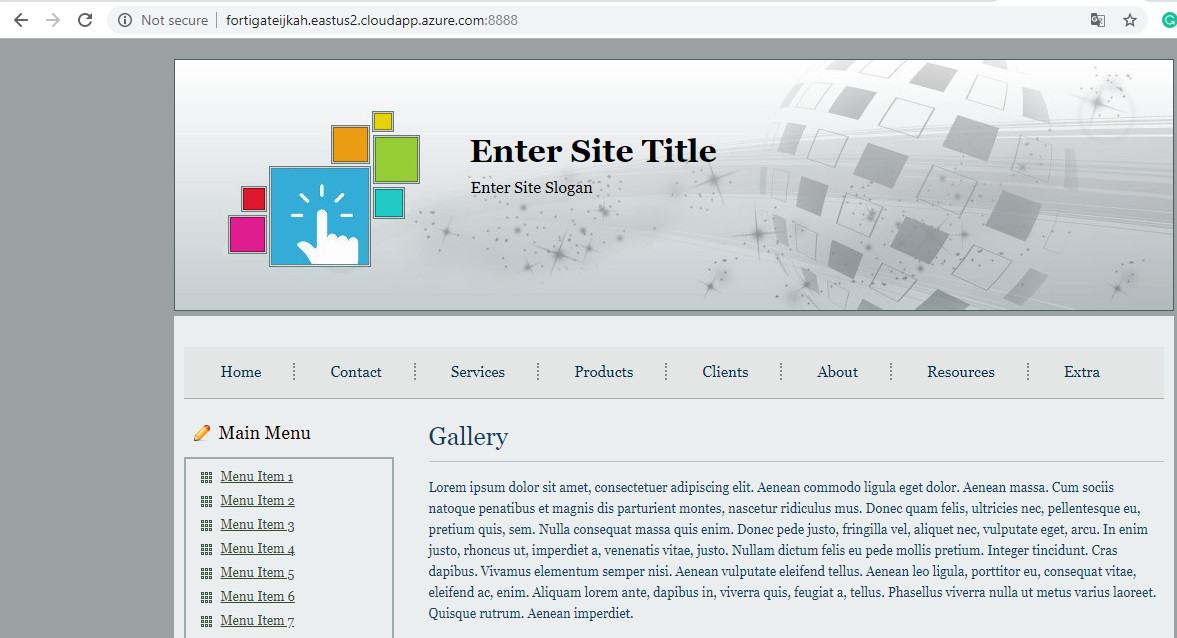 Not secure | fortigateijkah.eastus2.cloudapp.azure.com:8888
Enter Site Title
Enter Site Slogan
Home Contact Services Products Clients About Resources Extra
Main Menu
Menu Item 1
Menu Item 2
Menu Item 3
Menu Item 4
Menu Item 5
Menu Item 6
Menu Item 7
Gallery
Lorem ipsum dolor sit amet, consectetuer adipiscing elit. Aenean commodo ligula eget dolor. Aenean massa. Cum sociis
natoque penatibus et magnis dis parturient montes, nascetur ridiculus mus. Donec quam felis, ultricies nec, pellentesque eu,
pretium quis, sem. Nulla consequat massa quis enim. Donec pede justo, fringilla vel, aliquet nec, vulputate eget, arcu. In enim
justo, rhoncus ut, imperdiet a, venenatis vitae, justo. Nullam dictum felis eu pede mollis pretium. Integer tincidunt. Cras
dapibus. Vivamus elementum semper nisi. Aenean vulputate eleifend tellus. Aenean leo ligula, porttitor eu, consequat vitae,
eleifend ac, enim. Aliquam lorem ante, dapibus in, viverra quis, feugiat a, tellus. Phasellus viverra nulla ut metus varius laoreet.
Quisque rutrum. Aenean imperdiet.